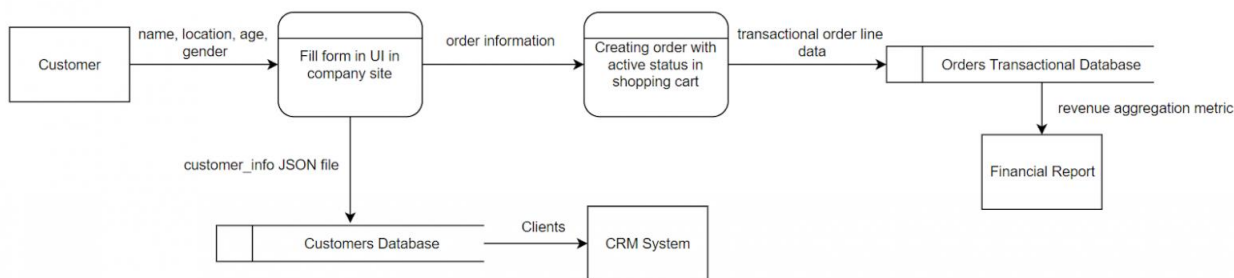 name, location, age,
gender
Customer
Fill form in UI in
company site
order information
Creating order with
active status in
shopping cart
transactional order line
data
Orders Transactional Database
revenue aggregation metric
Financial Report
customer_info JSON file
Customers Database
Clients
CRM System